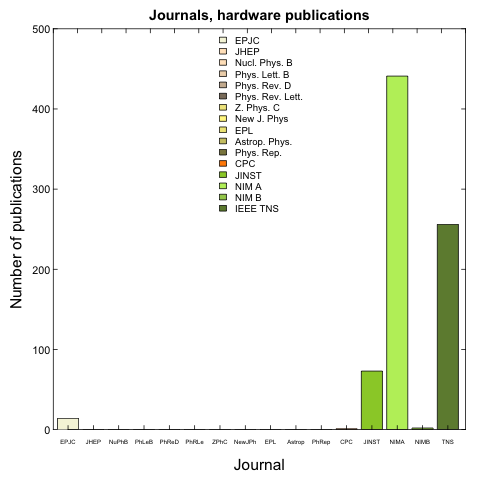 Journals, hardware publications
500
400
300
200
100
0
Number of publications
EPJC
JHEP
Nucl. Phys. B
Phys. Lett. B
Phys. Rev. D
Phys. Rev. Lett.
Z. Phys. C
New J. Phys
EPL
Astrop. Phys.
Phys. Rep.
CPC
JINST
NIM A
NIM B
IEEE TNS
EPJC JHEP NuPhB PhLeB PhReD PhRLe ZPhC NewJPh EPL Astrop PhRep CPC JINST NIMA NIMB TNS
Journal